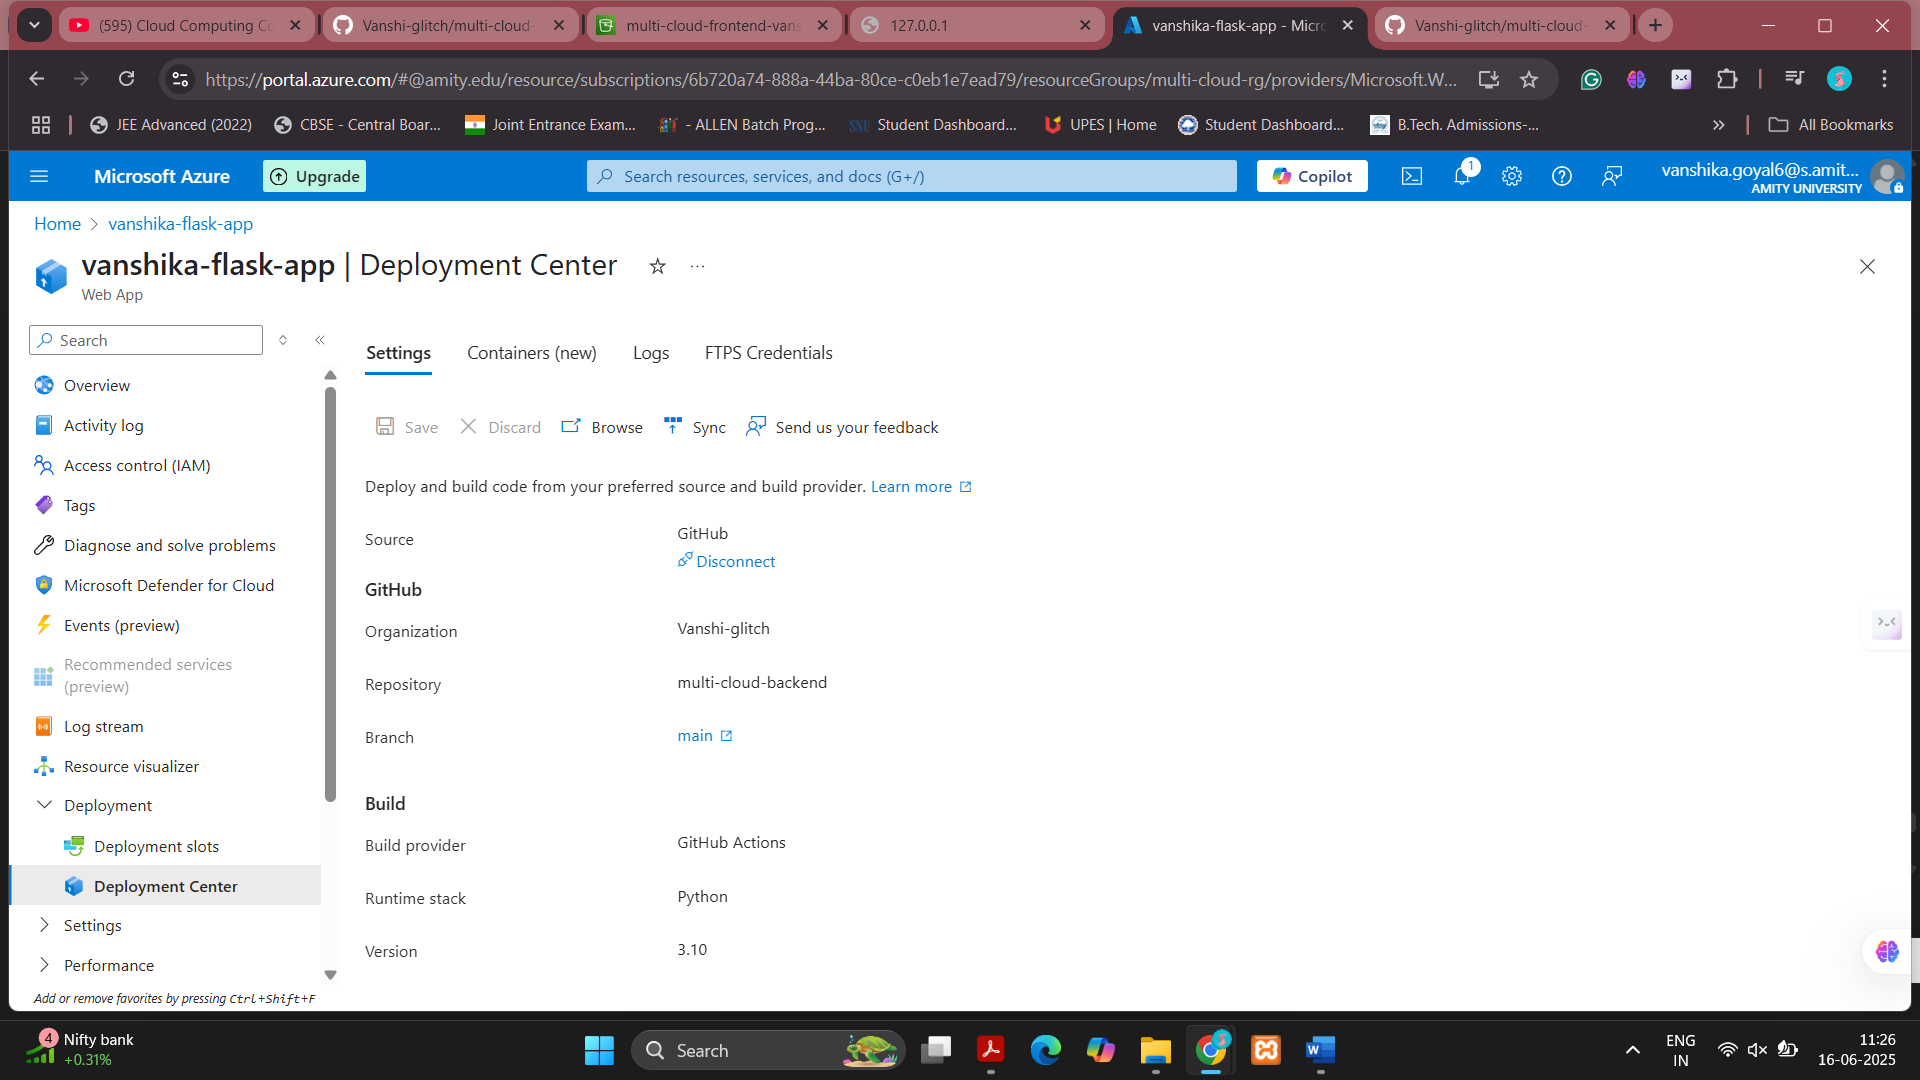 (595) Cloud Computing Co
Vanshi-glitch/multi-cloud-
multi-cloud-frontend-vans
127.0.0.1
vanshika-flask-app - Micro
Vanshi-glitch/multi-cloud-
https://portal.azure.com/#@amity.edu/resource/subscriptions/6b720a74-888a-44ba-80ce-c0eb1e7ead79/resourceGroups/multi-cloud-rg/providers/Microsoft.W...
JEE Advanced (2022)
CBSE - Central Boar...
Joint Entrance Exam...
- ALLEN Batch Prog...
SNU
Student Dashboard...
UPES | Home
Student Dashboard...
B.Tech. Admissions-...
All Bookmarks
Microsoft Azure
Upgrade
Search resources, services, and docs (G+/)
Copilot
1
vanshika.goyal6@s.amit...
AMITY UNIVERSITY
Home > vanshika-flask-app
vanshika-flask-app | Deployment Center
Web App
Search
Overview
Activity log
Access control (IAM)
Tags
Diagnose and solve problems
Microsoft Defender for Cloud
Events (preview)
Recommended services
(preview)
Log stream
Resource visualizer
Deployment
Deployment slots
Deployment Center
Settings
Performance
Add or remove favorites by pressing Ctrl+Shift+F
Settings
Containers (new)
Logs
FTPS Credentials
Save
Discard
Browse
Sync
Send us your feedback
Deploy and build code from your preferred source and build provider. Learn more
Source
GitHub
Disconnect
GitHub
Organization
Vanshi-glitch
Repository
multi-cloud-backend
Branch
main
Build
Build provider
GitHub Actions
Runtime stack
Python
Version
3.10
4
Nifty bank
+0.31%
Search
ENG
IN
11:26
16-06-2025